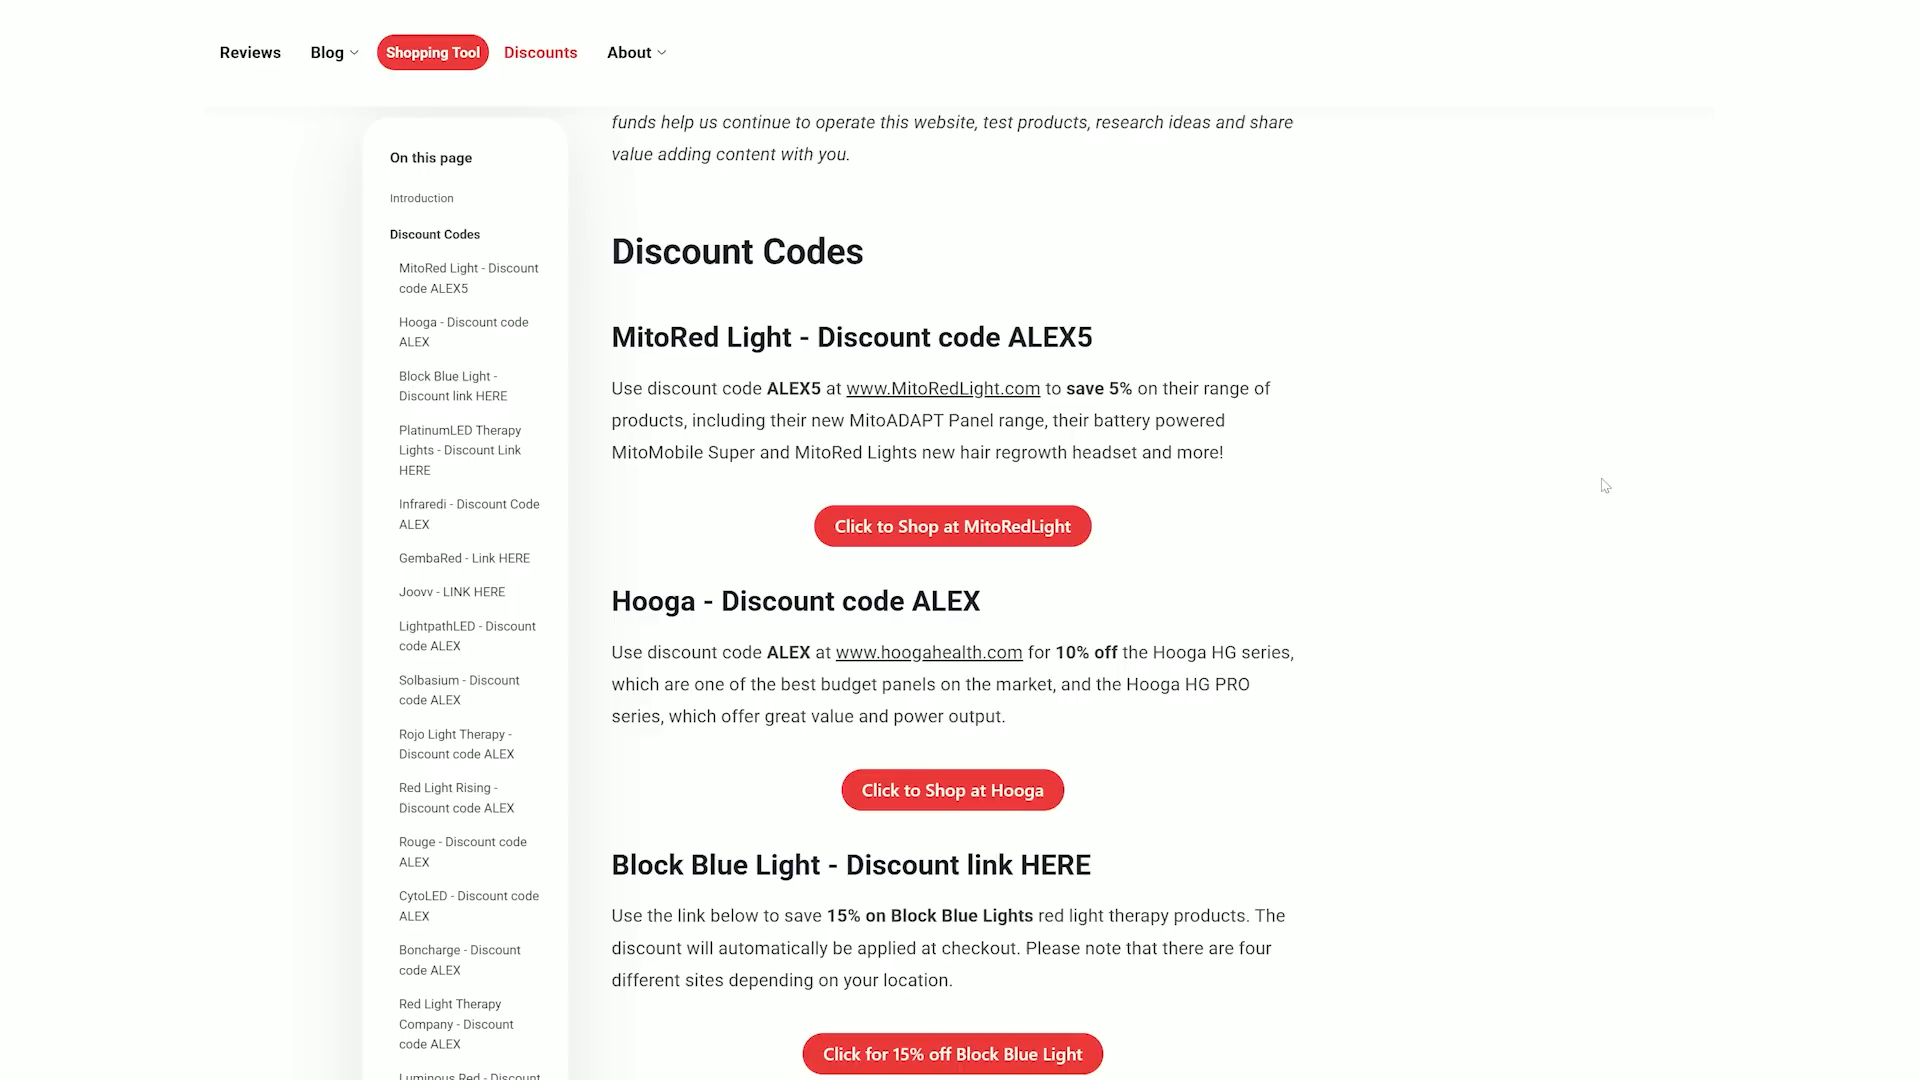 Reviews
Blog
Shopping Tool
Discounts
About
On this page
Introduction
Discount Codes
MitoRed Light - Discount
code ALEX5
Hooga - Discount code
ALEX
Block Blue Light -
Discount link HERE
PlatinumLED Therapy
Lights - Discount Link
HERE
Infraredi - Discount Code
ALEX
GembaRed - Link HERE
Joovv - LINK HERE
LightpathLED - Discount
code ALEX
Solbasium - Discount
code ALEX
Rojo Light Therapy -
Discount code ALEX
Red Light Rising -
Discount code ALEX
Rouge - Discount code
ALEX
CytoLED - Discount code
ALEX
Boncharge - Discount
code ALEX
Red Light Therapy
Company - Discount
code ALEX
Luminous Red - Discount
funds help us continue to operate this website, test products, research ideas and share
value adding content with you.
Discount Codes
MitoRed Light - Discount code ALEX5
Use discount code ALEX5 at www.MitoRedLight.com to save 5% on their range of
products, including their new MitoADAPT Panel range, their battery powered
MitoMobile Super and MitoRed Lights new hair regrowth headset and more!
Click to Shop at MitoRedLight
Hooga - Discount code ALEX
Use discount code ALEX at www.hoogahealth.com for 10% off the Hooga HG series,
which are one of the best budget panels on the market, and the Hooga HG PRO
series, which offer great value and power output.
Click to Shop at Hooga
Block Blue Light - Discount link HERE
Use the link below to save 15% on Block Blue Lights red light therapy products. The
discount will automatically be applied at checkout. Please note that there are four
different sites depending on your location.
Click for 15% off Block Blue Light